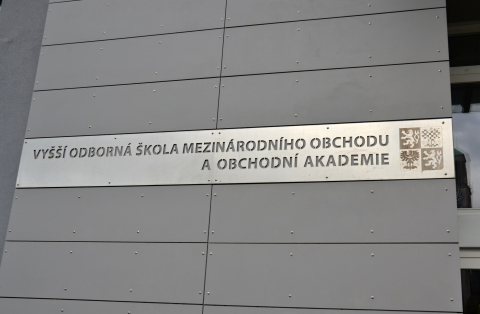 VYŠŠÍ ODBORNÁ ŠKOLA MEZINÁRODNÍHO OBCHODU
A OBCHODNÍ AKADEMIE